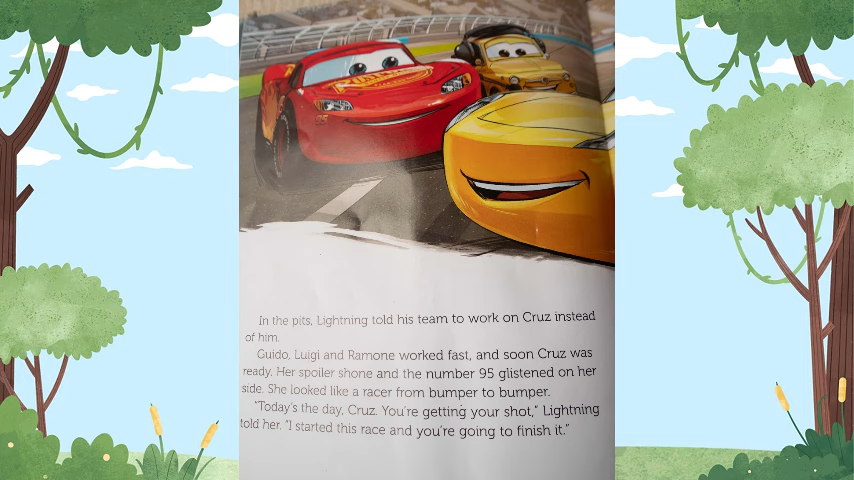 In the pits, Lightning told his team to work on Cruz instead
of him.
Guido, Luigi and Ramone worked fast, and soon Cruz was
ready. Her spoiler shone and the number 95 glistened on her
side. She looked like a racer from bumper to bumper.
"Today's the day, Cruz. You're getting your shot," Lightning
told her. "I started this race and you're going to finish it."